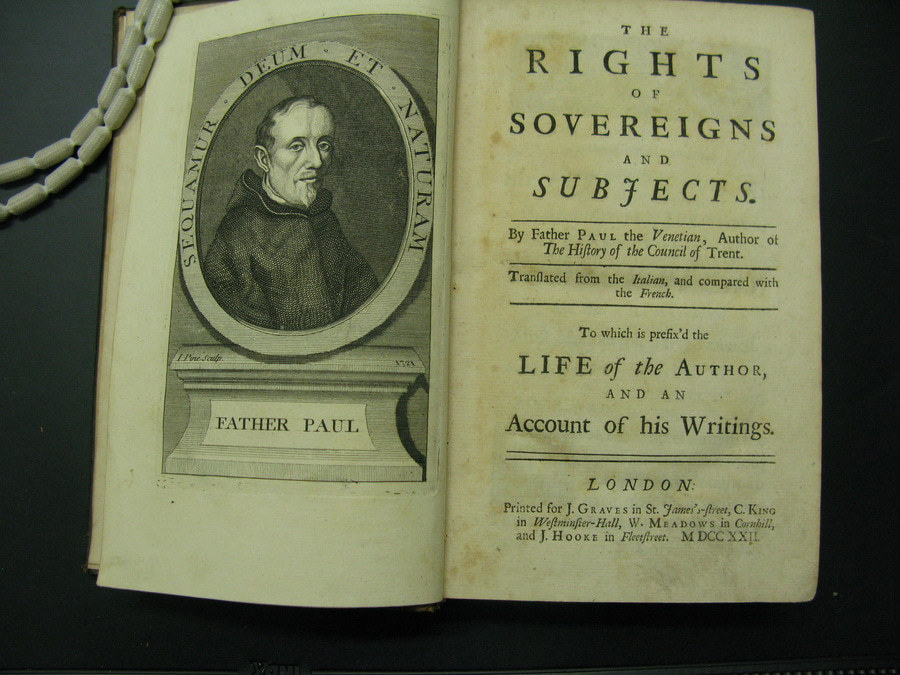 SEQUAMUR · DEUM · ET · NATURAM
I. Pine Sculp.
FATHER PAUL
THE
RIGHTS
OF
SOVEREIGNS
AND
SUBJECTS.
By Father PAUL the Venetian, Author of
The Hiſtory of the Council of Trent.
Tranſlated from the Italian, and compared with
the French.
To which is prefix'd the
LIFE of the AUTHOR,
AND AN
Account of his Writings.
LONDON:
Printed for J. GRAVES in St. James's-ſtreet, C. KING
in Weſtminſter-Hall, W. MEADOWS in Cornhill,
and J. HOOKE in Fleetſtreet. MDCCXXII.